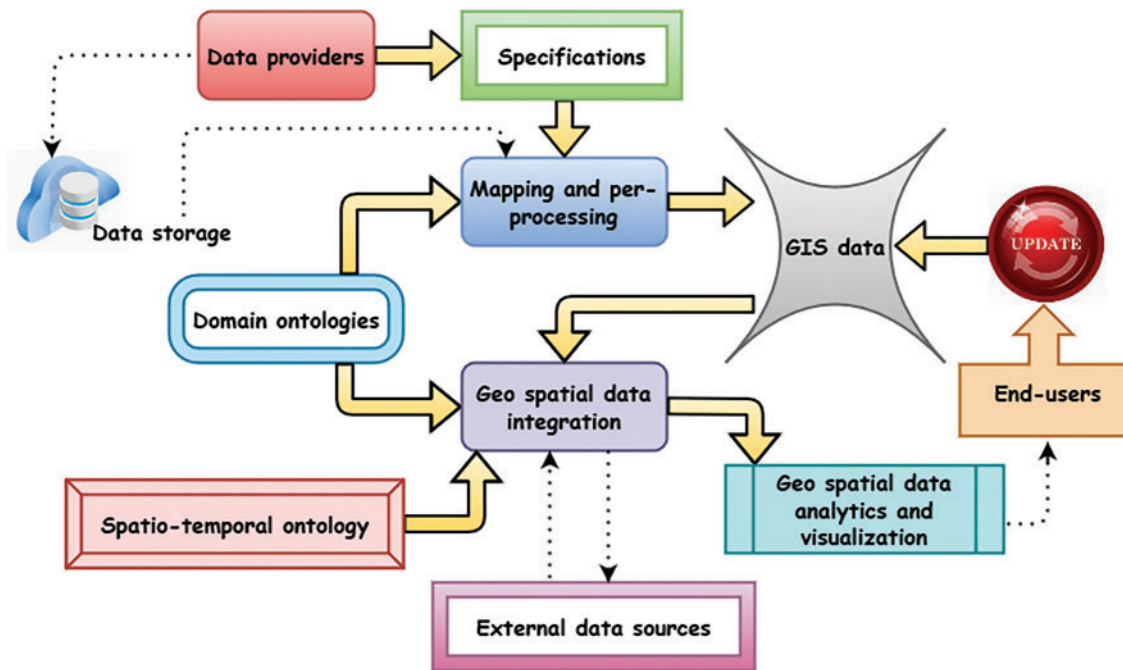 Data providers
Specifications
Mapping and per-
processing
Data storage
GIS data
UPDATE
Domain ontologies
Geo spatial data
integration
End-users
Spatio-temporal ontology
Geo spatial data
analytics and
visualization
External data sources